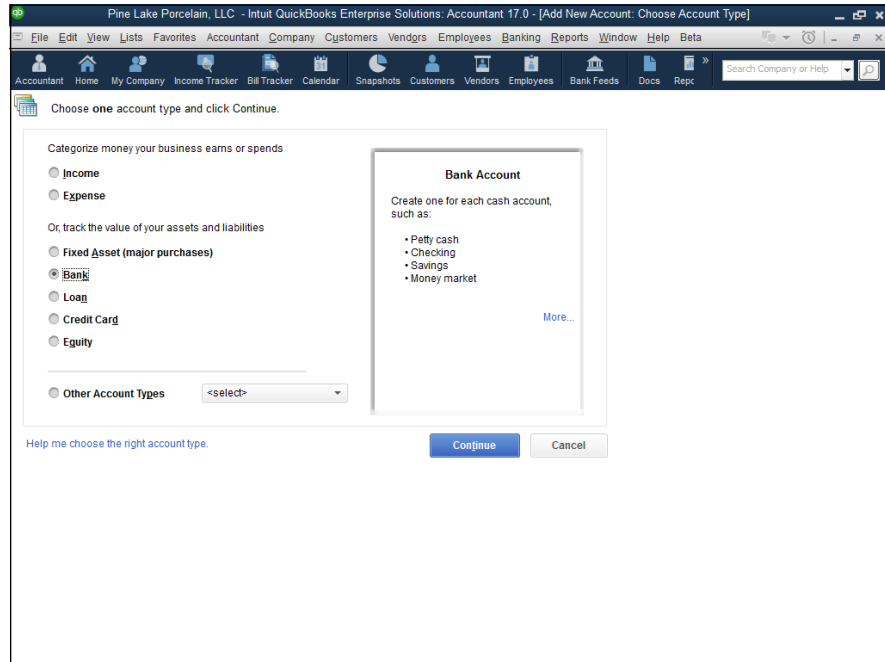 qb Pine Lake Porcelain, LLC - Intuit QuickBooks Enterprise Solutions: Accountant 17.0 - [Add New Account: Choose Account Type]
File Edit View Lists Favorites Accountant Company Customers Vendors Employees Banking Reports Window Help Beta
31
Accountant Home My Company Income Tracker Bill Tracker Calendar Snapshots Customers Vendors Employees Bank Feeds Docs Repc » Search Company or Help
Choose one account type and click Continue.
Categorize money your business earns or spends
Income
Expense
Or, track the value of your assets and liabilities
Fixed Asset (major purchases)
Bank
Loan
Credit Card
Equity
Other Account Types <select>
Bank Account
Create one for each cash account,
such as:
• Petty cash
• Checking
• Savings
• Money market
More...
Help me choose the right account type.
Continue Cancel